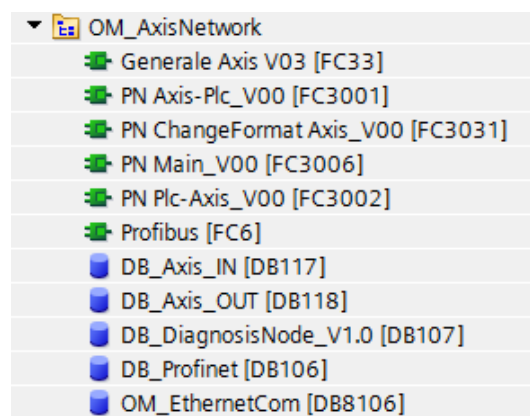 OM_AxisNetwork
Generale Axis V03 [FC33]
PN Axis-Plc_V00 [FC3001]
PN ChangeFormat Axis_V00 [FC3031]
PN Main_V00 [FC3006]
PN Plc-Axis_V00 [FC3002]
Profibus [FC6]
DB_Axis_IN [DB117]
DB_Axis_OUT [DB118]
DB_DiagnosisNode_V1.0 [DB107]
DB_Profinet [DB106]
OM_EthernetCom [DB8106]